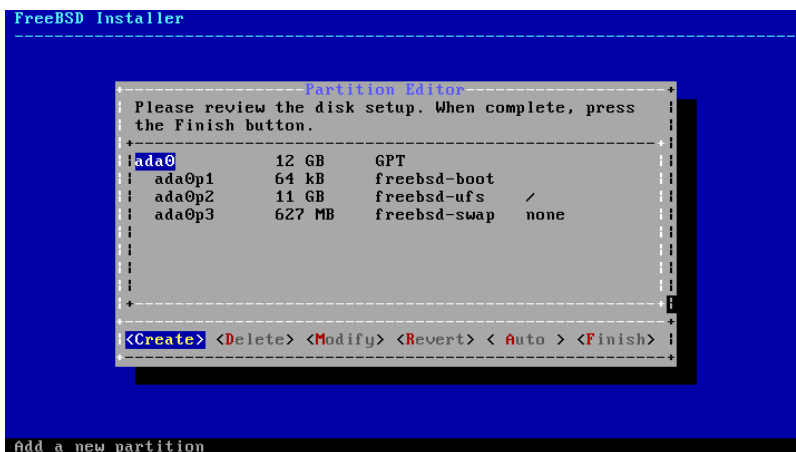 FreeBSD Installer
Partition Editor
Please review the disk setup. When complete, press
the Finish button.
ada0 12 GB GPT
ada0p1 64 kB freebsd-boot
ada0p2 11 GB freebsd-ufs /
ada0p3 627 MB freebsd-swap none
<Create> <Delete> <Modify> <Revert> < Auto > <Finish>
Add a new partition